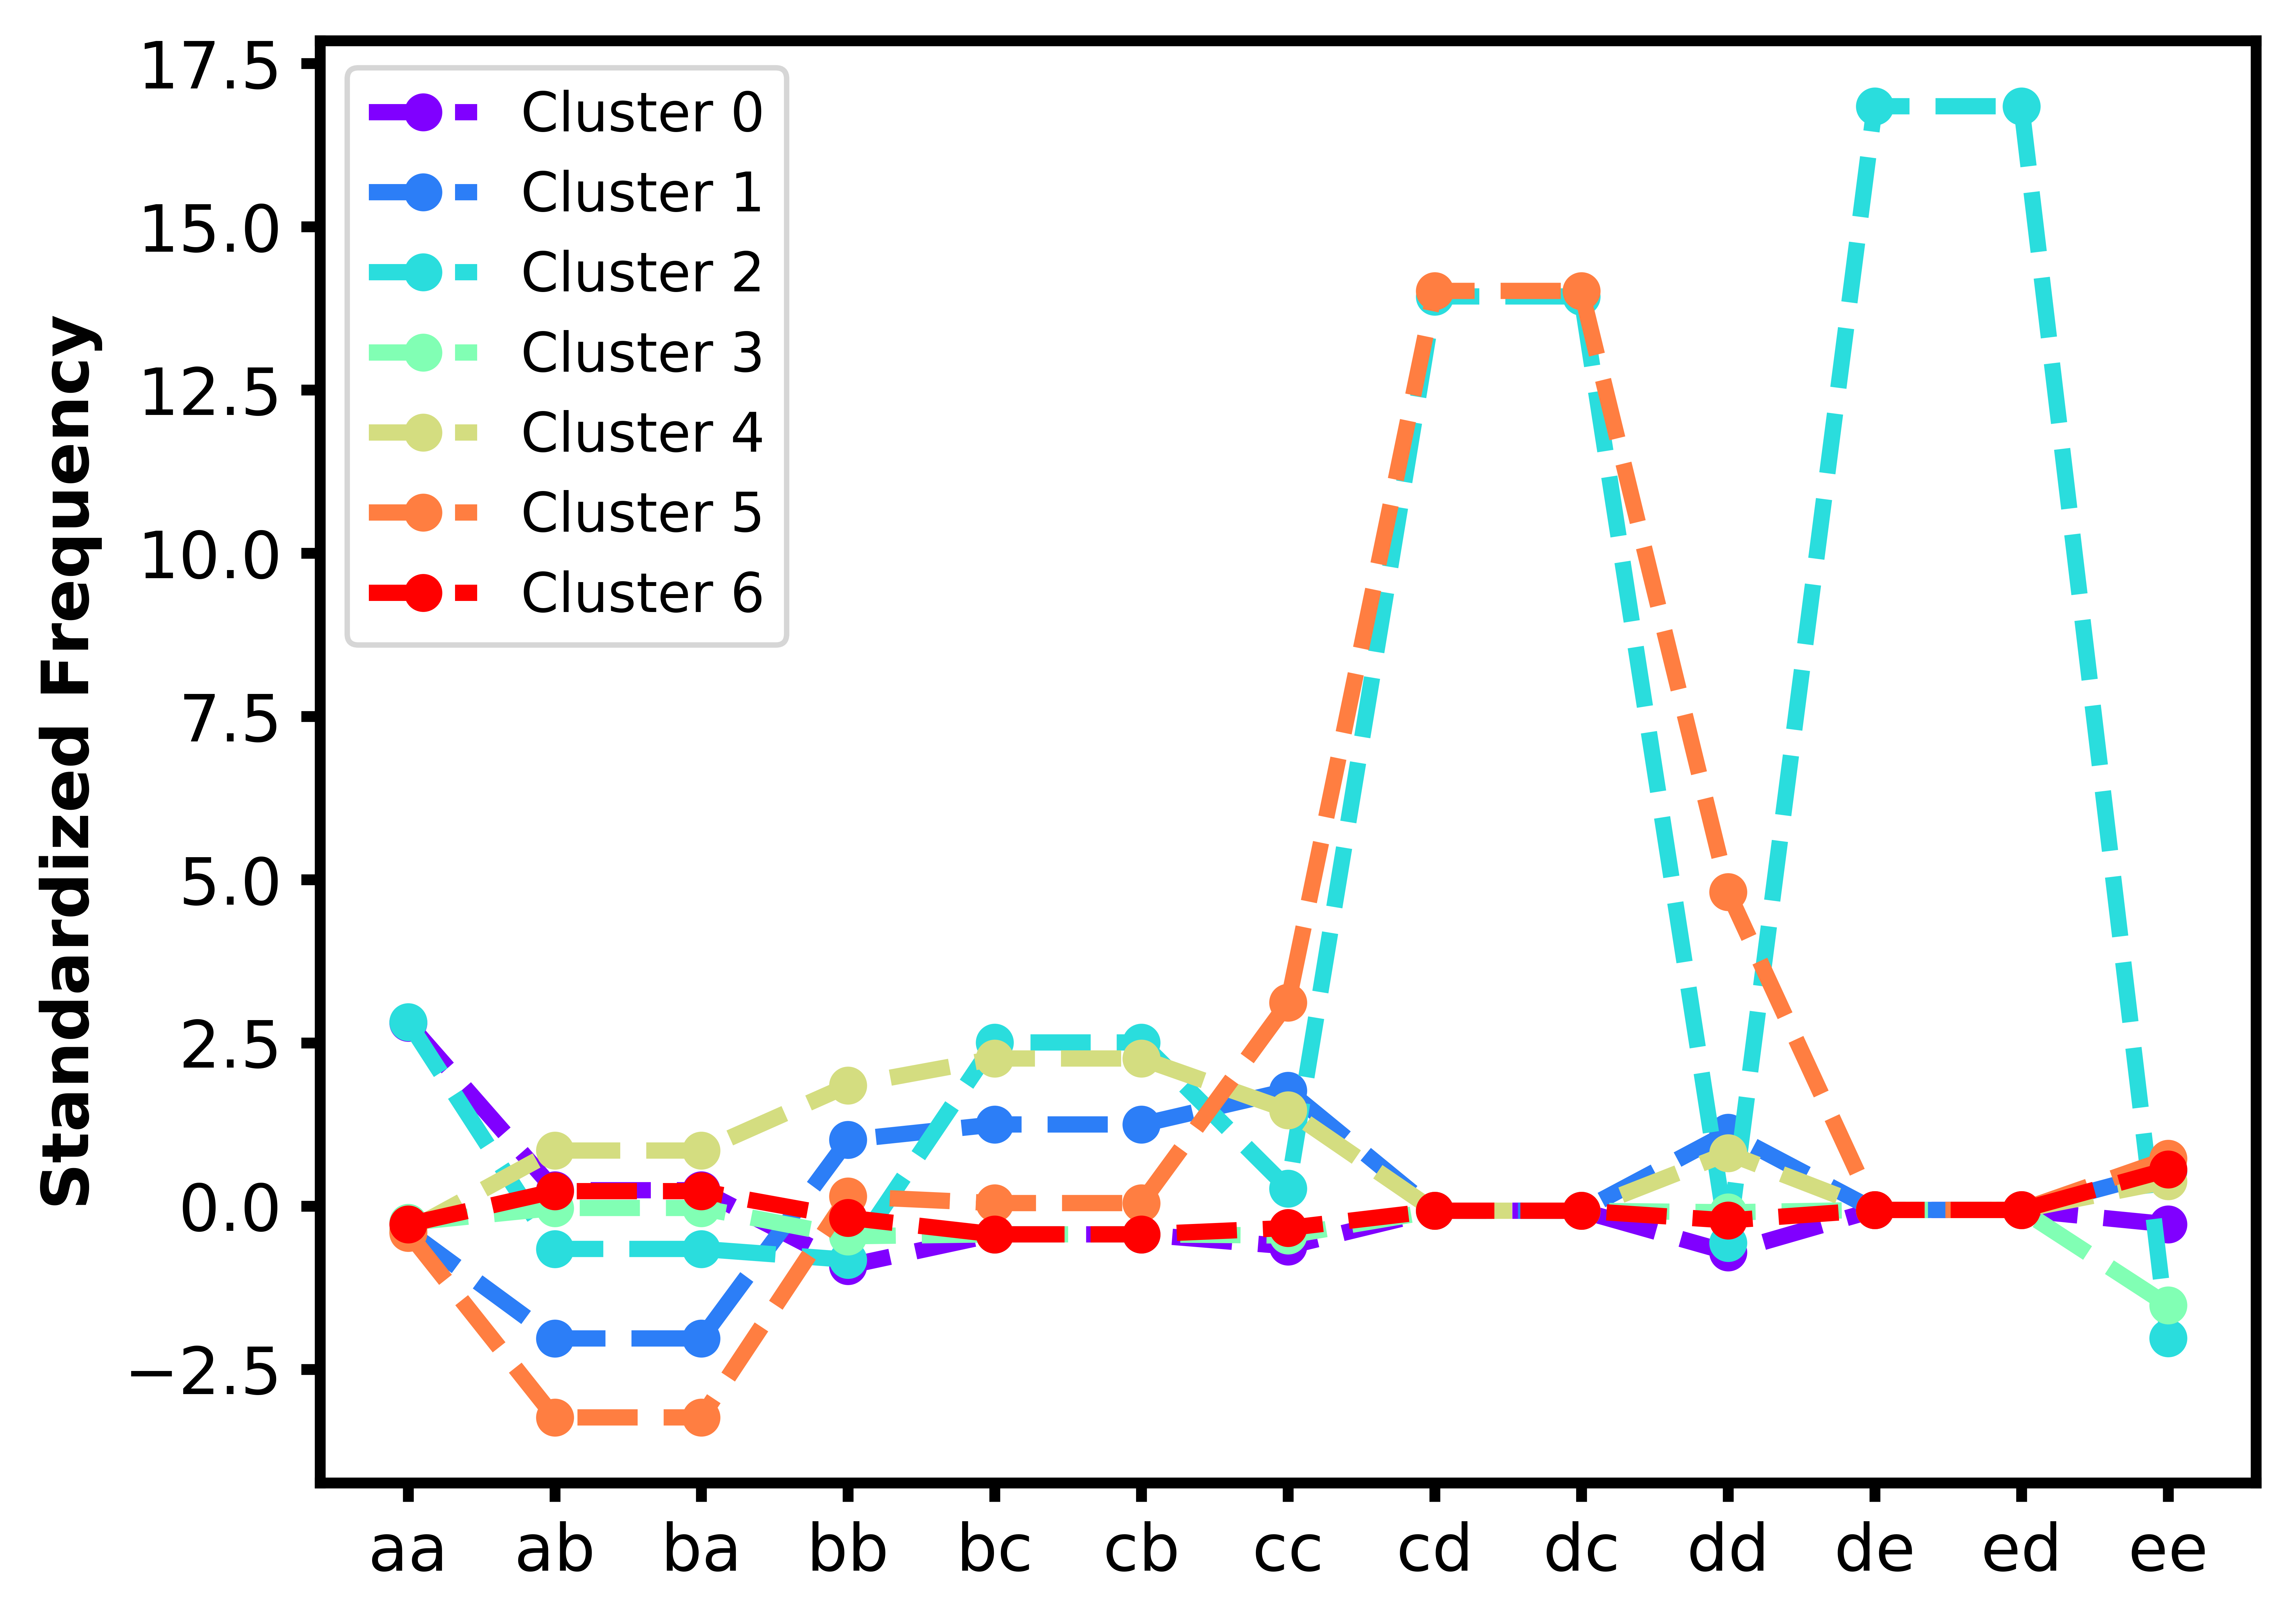 Standardized Frequency
17.5
15.0
12.5
10.0
7.5
5.0
2.5
0.0
−2.5
Cluster 0
Cluster 1
Cluster 2
Cluster 3
Cluster 4
Cluster 5
Cluster 6
aa ab ba bb bc cb cc cd dc dd de ed ee